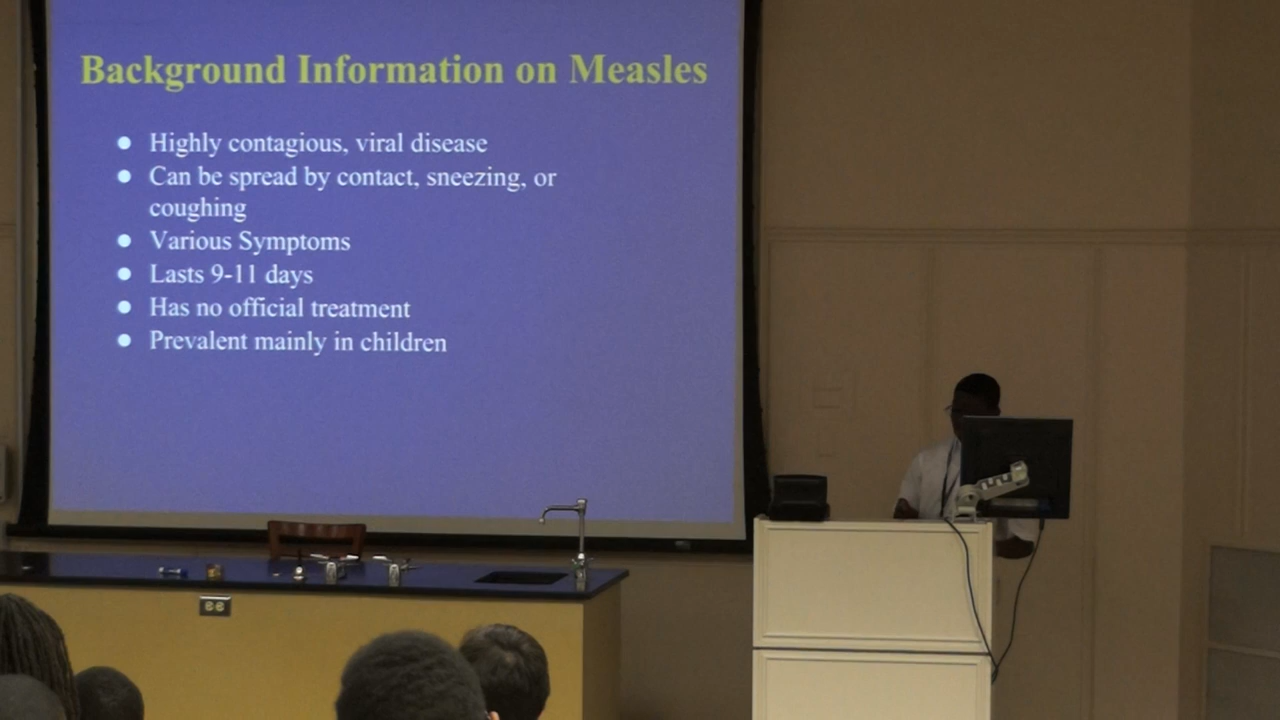 Background Information on Measles
● Highly contagious, viral disease
● Can be spread by contact, sneezing, or
coughing
● Various Symptoms
● Lasts 9-11 days
● Has no official treatment
● Prevalent mainly in children